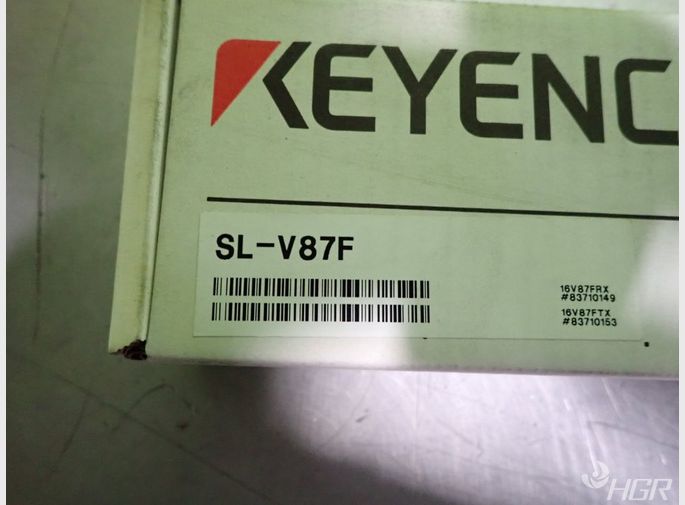 KEYENC
SL-V87F
16V87FRX
#83710149
16V87FTX
#83710153
HGR